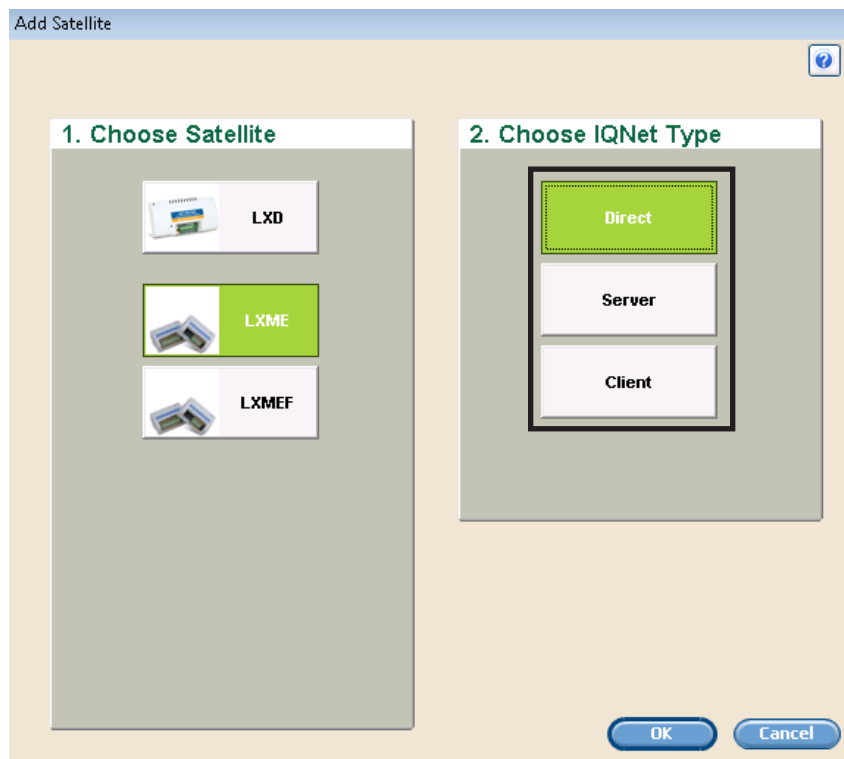 Add Satellite
1. Choose Satellite
LXD
LXME
LXMEF
2. Choose IQNet Type
Direct
Server
Client
OK
Cancel